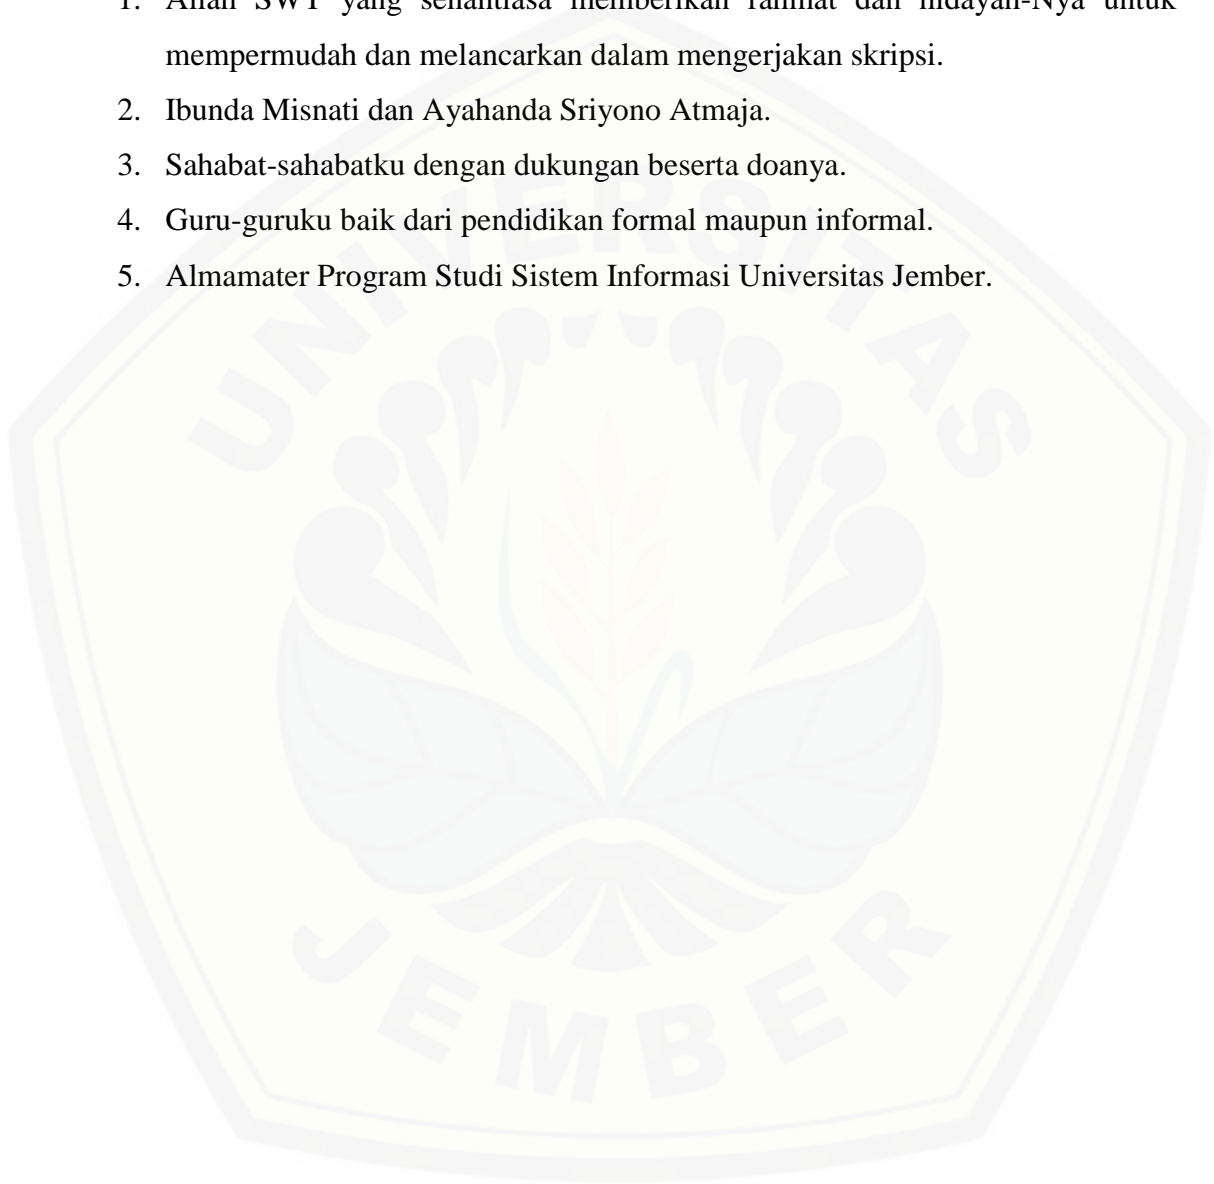 1. Allah SWT yang senantiasa memberikan rahmat dan hidayah-Nya untuk
mempermudah dan melancarkan dalam mengerjakan skripsi.
2. Ibunda Misnati dan Ayahanda Sriyono Atmaja.
3. Sahabat-sahabatku dengan dukungan beserta doanya.
4. Guru-guruku baik dari pendidikan formal maupun informal.
5. Almamater Program Studi Sistem Informasi Universitas Jember.
UNIVERSITAS
JEMBER